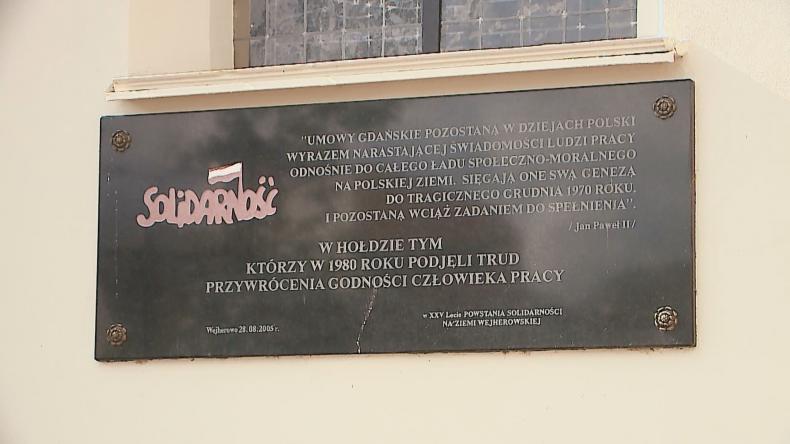 "UMOWY GDAŃSKIE POZOSTANĄ W DZIEJACH POLSKI
WYRAZEM NARASTAJĄCEJ ŚWIADOMOŚCI LUDZI PRACY
ODNOŚNIE DO CAŁEGO ŁADU SPOŁECZNO-MORALNEGO
NA POLSKIEJ ZIEMI. SIĘGAJĄ ONE SWĄ GENEZĄ
DO TRAGICZNEGO GRUDNIA 1970 ROKU.
I POZOSTANĄ WCIĄŻ ZADANIEM DO SPEŁNIENIA".
/ Jan Paweł II /
SOLIDARNOŚĆ
W HOŁDZIE TYM
KTÓRZY W 1980 ROKU PODJĘLI TRUD
PRZYWRÓCENIA GODNOŚCI CZŁOWIEKA PRACY
w XXV Lecie POWSTANIA SOLIDARNOŚCI
NA ZIEMI WEJHEROWSKIEJ
Wejherowo 28.08.2005 r.